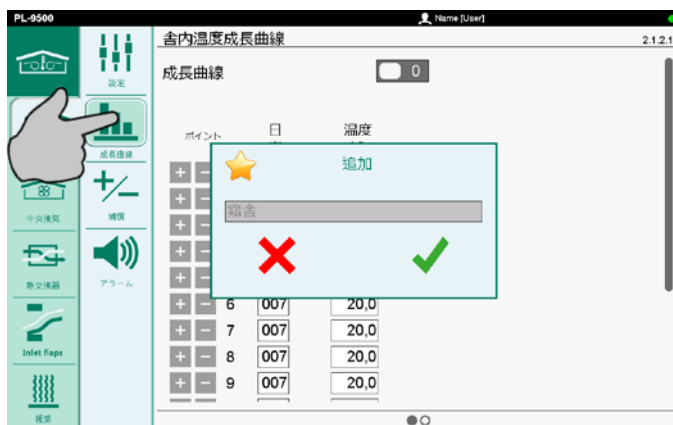 PL-9500
Name [User]
舎内温度成長曲線
2.1.2.1
設定
成長曲線
0
成長曲線
ポイント
日
温度
追加
鶏舎
補償
中央換気
アラーム
熱交換器
6 007 20,0
7 007 20,0
8 007 20,0
Inlet flaps
9 007 20,0
暖房